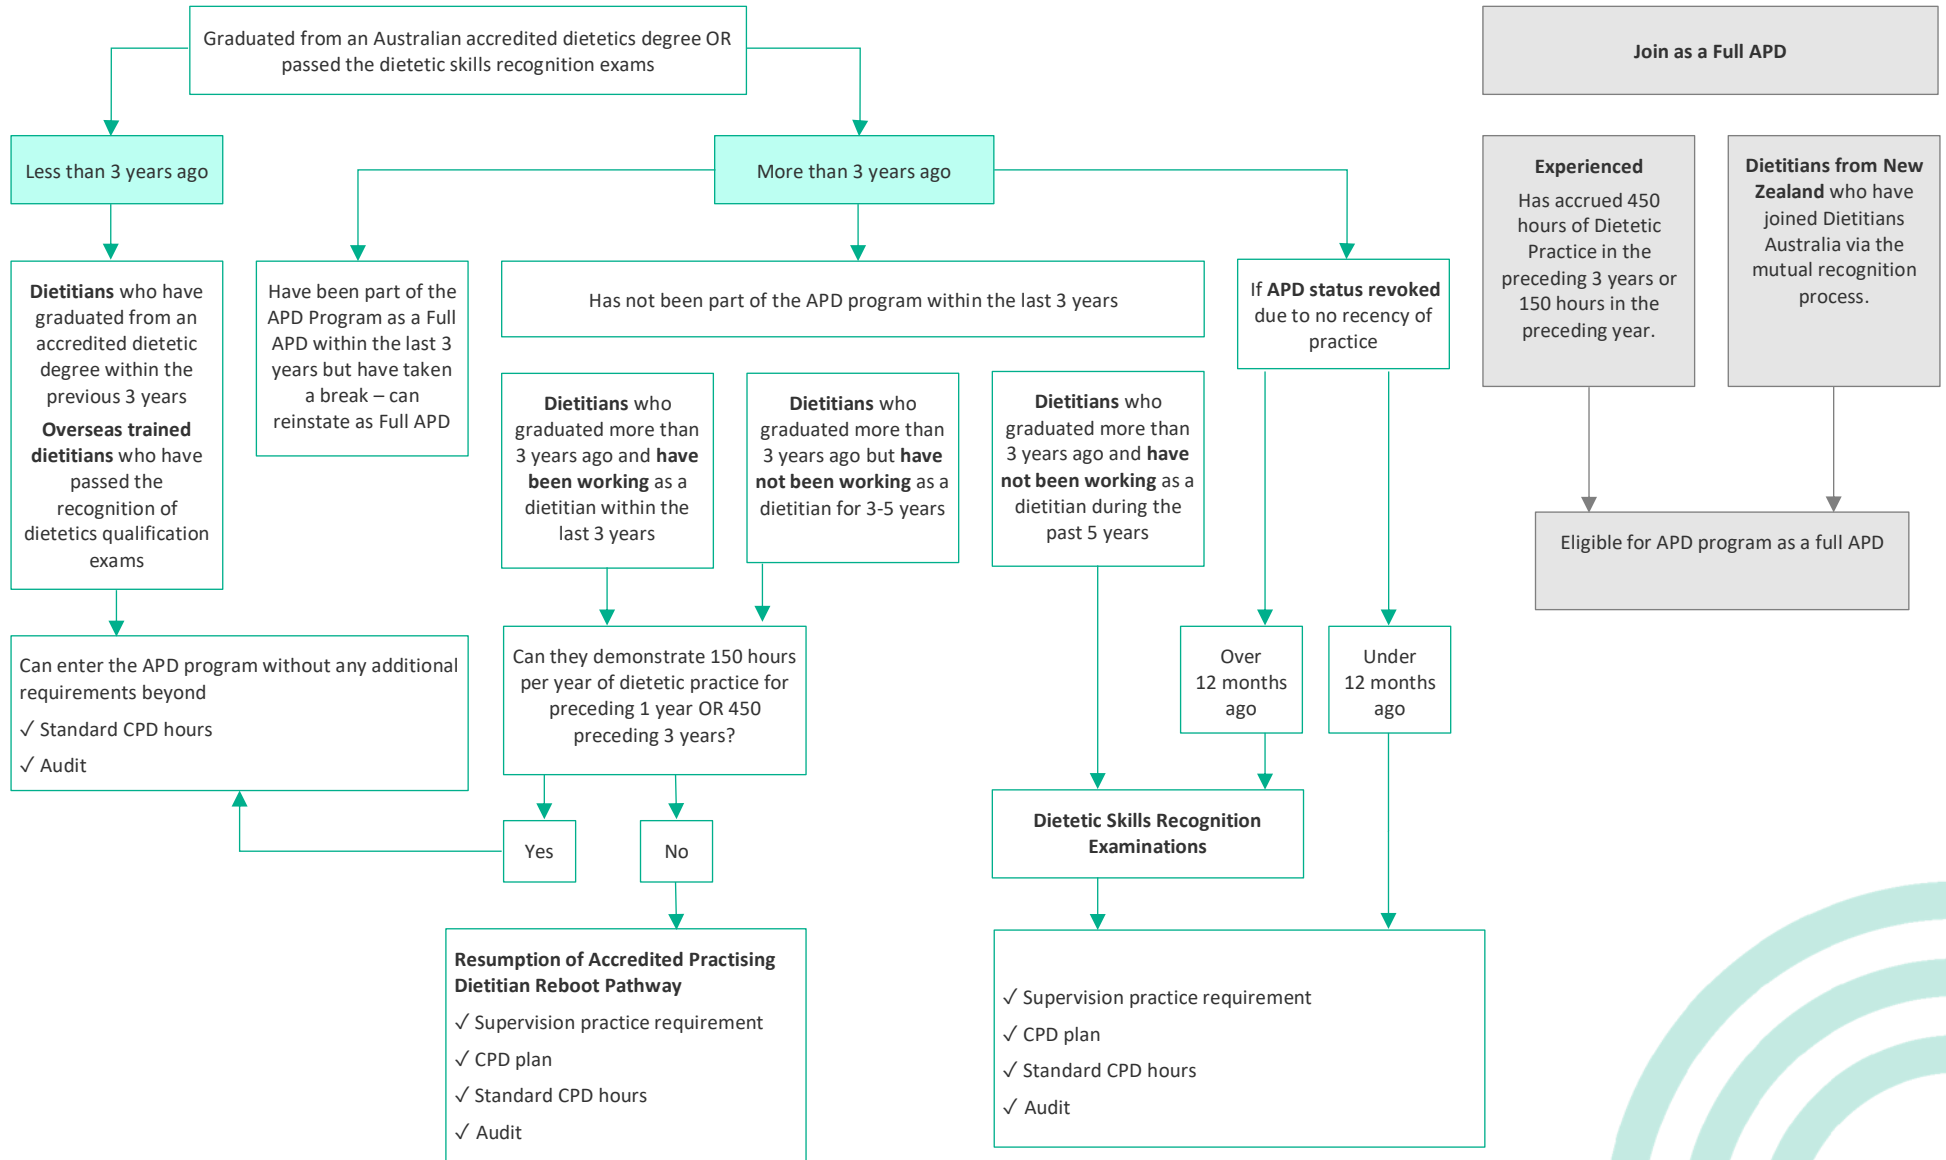 Graduated from an Australian accredited dietetics degree OR
passed the dietetic skills recognition exams
Join as a Full APD
Less than 3 years ago
More than 3 years ago
Experienced
Has accrued 450
hours of Dietetic
Practice in the
preceding 3 years or
150 hours in the
preceding year.
Dietitians from New
Zealand who have
joined Dietitians
Australia via the
mutual recognition
process.
Dietitians who have
graduated from an
accredited dietetic
degree within the
previous 3 years
Overseas trained
dietitians who have
passed the
recognition of
dietetics qualification
exams
Have been part of the
APD Program as a Full
APD within the last 3
years but have taken
a break – can
reinstate as Full APD
Has not been part of the APD program within the last 3 years
If APD status revoked
due to no recency of
practice
Dietitians who
graduated more than
3 years ago and have
been working as a
dietitian within the
last 3 years
Dietitians who
graduated more than
3 years ago but have
not been working as a
dietitian for 3-5 years
Dietitians who
graduated more than
3 years ago and have
not been working as a
dietitian during the
past 5 years
Eligible for APD program as a full APD
Can enter the APD program without any additional
requirements beyond
✓ Standard CPD hours
✓ Audit
Can they demonstrate 150 hours
per year of dietetic practice for
preceding 1 year OR 450
preceding 3 years?
Over
12 months
ago
Under
12 months
ago
Yes
No
Dietetic Skills Recognition
Examinations
Resumption of Accredited Practising
Dietitian Reboot Pathway
✓ Supervision practice requirement
✓ CPD plan
✓ Standard CPD hours
✓ Audit
✓ Supervision practice requirement
✓ CPD plan
✓ Standard CPD hours
✓ Audit